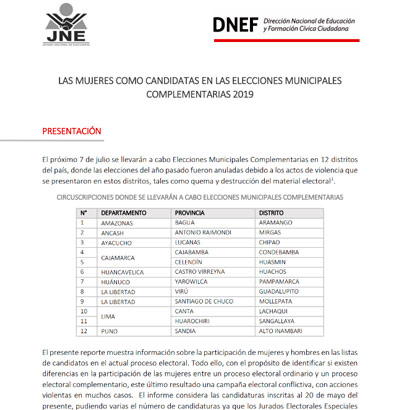 JNE
JURADO NACIONAL DE ELECCIONES
DNEF Dirección Nacional de Educación
y Formación Cívica Ciudadana
LAS MUJERES COMO CANDIDATAS EN LAS ELECCIONES MUNICIPALES
COMPLEMENTARIAS 2019
PRESENTACIÓN
El próximo 7 de julio se llevarán a cabo Elecciones Municipales Complementarias en 12 distritos
del país, donde las elecciones del año pasado fueron anuladas debido a los actos de violencia que
se presentaron en estos distritos, tales como quema y destrucción del material electoral¹.
CIRCUSCRIPCIONES DONDE SE LLEVARÁN A CABO ELECCIONES MUNICIPALES COMPLEMENTARIAS
N° DEPARTAMENTO PROVINCIA DISTRITO
1 AMAZONAS BAGUA ARAMANGO
2 ANCASH ANTONIO RAIMONDI MIRGAS
3 AYACUCHO LUCANAS CHIPAO
4 CAJAMARCA CAJABAMBA CONDEBAMBA
5 CELENDÍN HUASMIN
6 HUANCAVELICA CASTRO VIRREYNA HUACHOS
7 HUÁNUCO YAROWILCA PAMPAMARCA
8 LA LIBERTAD VIRÚ GUADALUPITO
9 LA LIBERTAD SANTIAGO DE CHUCO MOLLEPATA
10 LIMA CANTA LACHAQUI
11 HUAROCHIRI SANGALLAYA
12 PUNO SANDIA ALTO INAMBARI
El presente reporte muestra información sobre la participación de mujeres y hombres en las listas
de candidatos en el actual proceso electoral. Todo ello, con el propósito de identificar si existen
diferencias en la participación de las mujeres entre un proceso electoral ordinario y un proceso
electoral complementario, este último resultado una campaña electoral conflictiva, con acciones
violentas en muchos casos. El informe considera las candidaturas inscritas al 20 de mayo del
presente, pudiendo varias el número de candidaturas ya que los Jurados Electorales Especiales